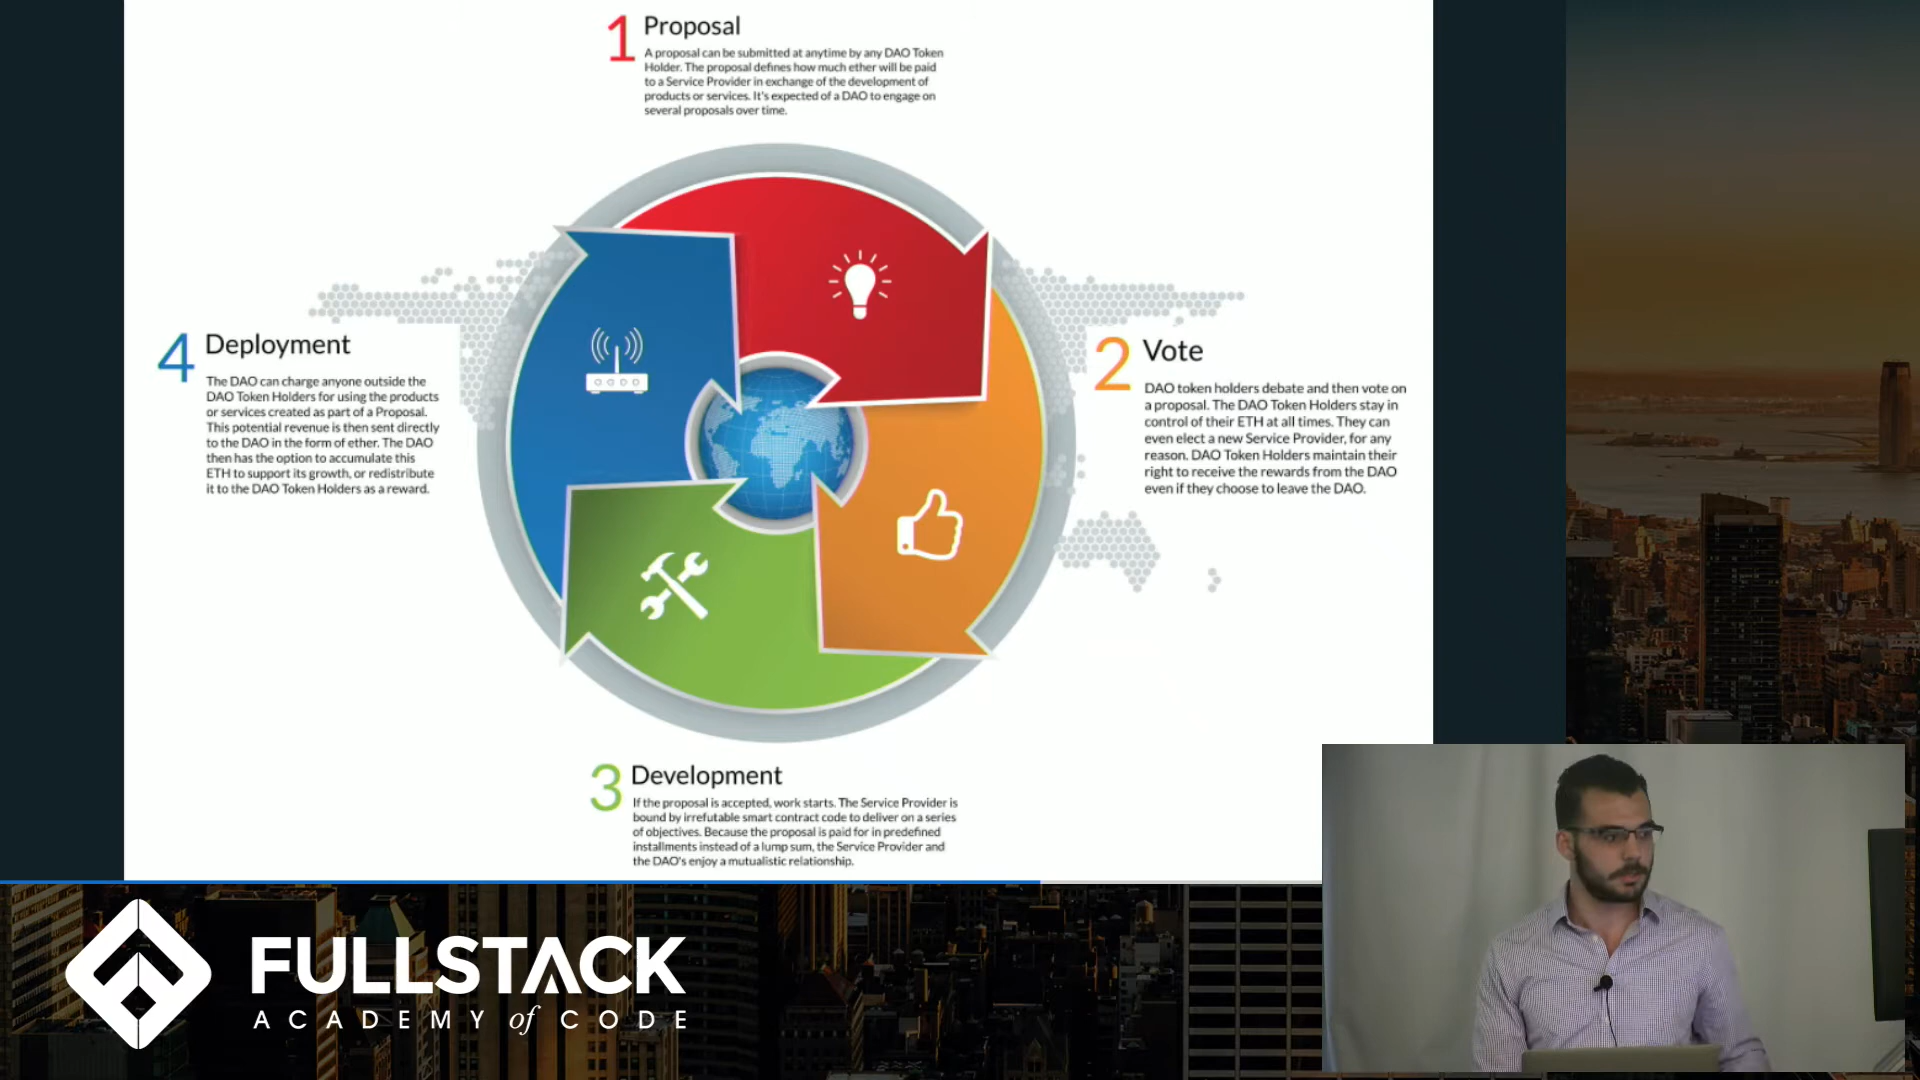 1 Proposal
A proposal can be submitted at anytime by any DAO Token
Holder. The proposal defines how much ether will be paid
to a Service Provider in exchange of the development of
products or services. It's expected of a DAO to engage on
several proposals over time.
2 Vote
DAO token holders debate and then vote on
a proposal. The DAO Token Holders stay in
control of their ETH at all times. They can
even elect a new Service Provider, for any
reason. DAO Token Holders maintain their
right to receive the rewards from the DAO
even if they choose to leave the DAO.
3 Development
If the proposal is accepted, work starts. The Service Provider is
bound by irrefutable smart contract code to deliver on a series
of objectives. Because the proposal is paid for in predefined
installments instead of a lump sum, the Service Provider and
the DAO's enjoy a mutualistic relationship.
4 Deployment
The DAO can charge anyone outside the
DAO Token Holders for using the products
or services created as part of a Proposal.
This potential revenue is then sent directly
to the DAO in the form of ether. The DAO
then has the option to accumulate this
ETH to support its growth, or redistribute
it to the DAO Token Holders as a reward.
FULLSTACK
ACADEMY of CODE